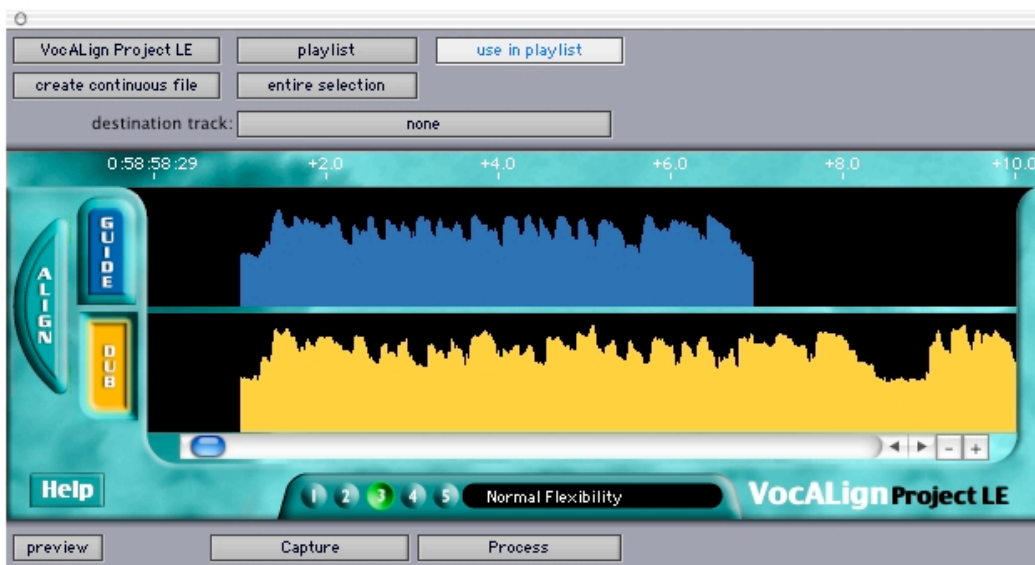 VocALign Project LE playlist use in playlist
create continuous file entire selection
destination track: none
0:58:58:29 +2.0 +4.0 +6.0 +8.0 +10.0
GUIDE
ALIGN
DUB
- +
Help 1 2 3 4 5 Normal Flexibility VocALign Project LE
preview Capture Process